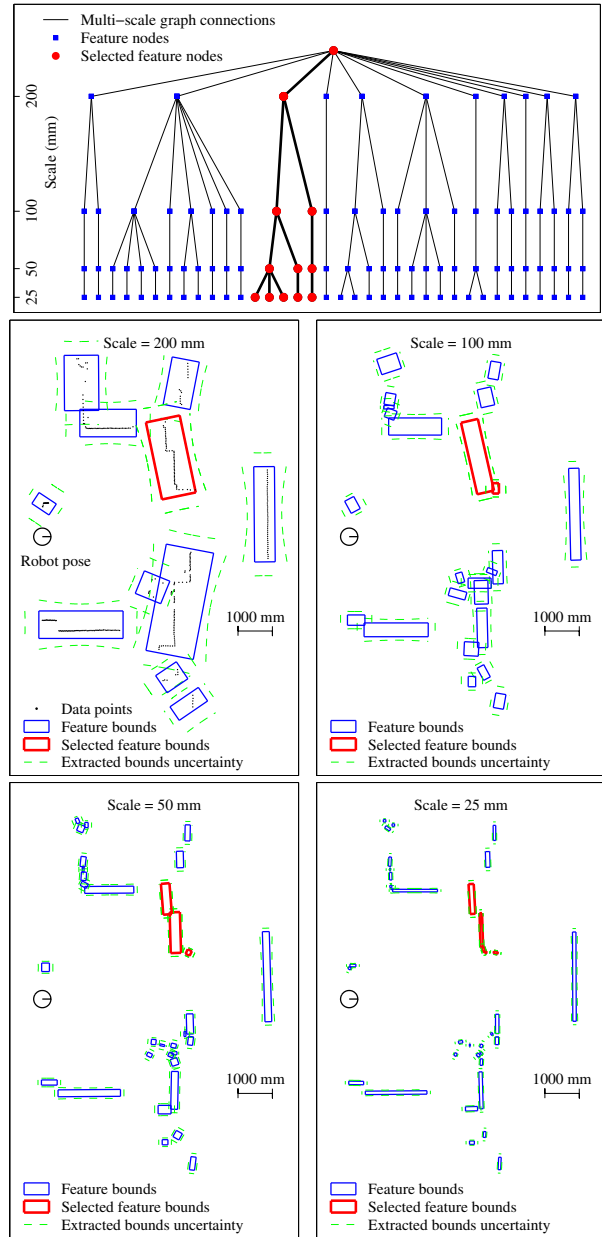 Multi-scale graph connections
Feature nodes
Selected feature nodes
Scale (mm)
200
100
50
25
Scale = 200 mm
Robot pose
1000 mm
Data points
Feature bounds
Selected feature bounds
Extracted bounds uncertainty
Scale = 100 mm
1000 mm
Feature bounds
Selected feature bounds
Extracted bounds uncertainty
Scale = 50 mm
1000 mm
Feature bounds
Selected feature bounds
Extracted bounds uncertainty
Scale = 25 mm
1000 mm
Feature bounds
Selected feature bounds
Extracted bounds uncertainty